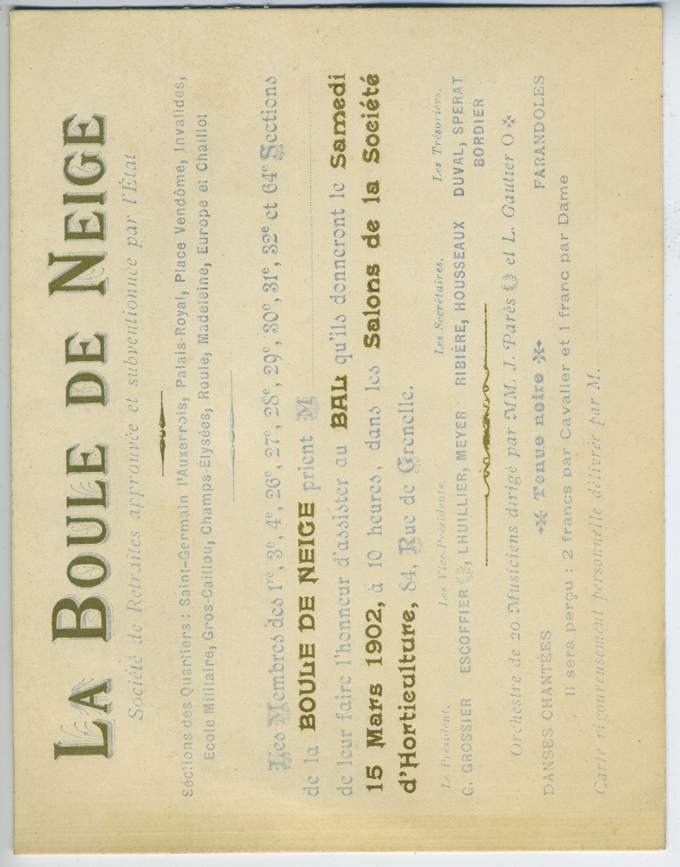 LA BOULE DE NEIGE
Société de Retraites approuvée et subventionnée par l'État
Sections des Quartiers : Saint-Germain l'Auxerrois, Palais-Royal, Place Vendôme, Invalides,
Ecole Militaire, Gros-Caillou, Champs-Élysées, Roule, Madeleine, Europe et Chaillot
Les Membres des 1re, 3e, 4e, 26e, 27e, 28e, 29e, 30e, 31e, 32e et 64e Sections
de la BOULE DE NEIGE prient M
de leur faire l'honneur d'assister au BAL qu'ils donneront le Samedi
15 Mars 1902, à 10 heures, dans les Salons de la Société
d'Horticulture, 84, Rue de Grenelle.
Le Président, Les Vice-Présidents, Les Secrétaires, Les Trésoriers,
G. GROSSIER ESCOFFIER, LHUILLIER, MEYER RIBIÈRE, HOUSSEAUX DUVAL, SPERAT
BORDIER
Orchestre de 20 Musiciens dirigé par MM. J. Parès et L. Gautier O
DANSES CHANTÉES Tenue noire FARANDOLES
Il sera perçu : 2 francs par Cavalier et 1 franc par Dame
Carte rigoureusement personnelle délivrée par M.